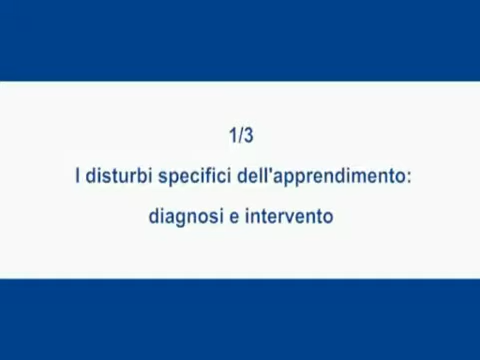 1/3
I disturbi specifici dell'apprendimento:
diagnosi e intervento